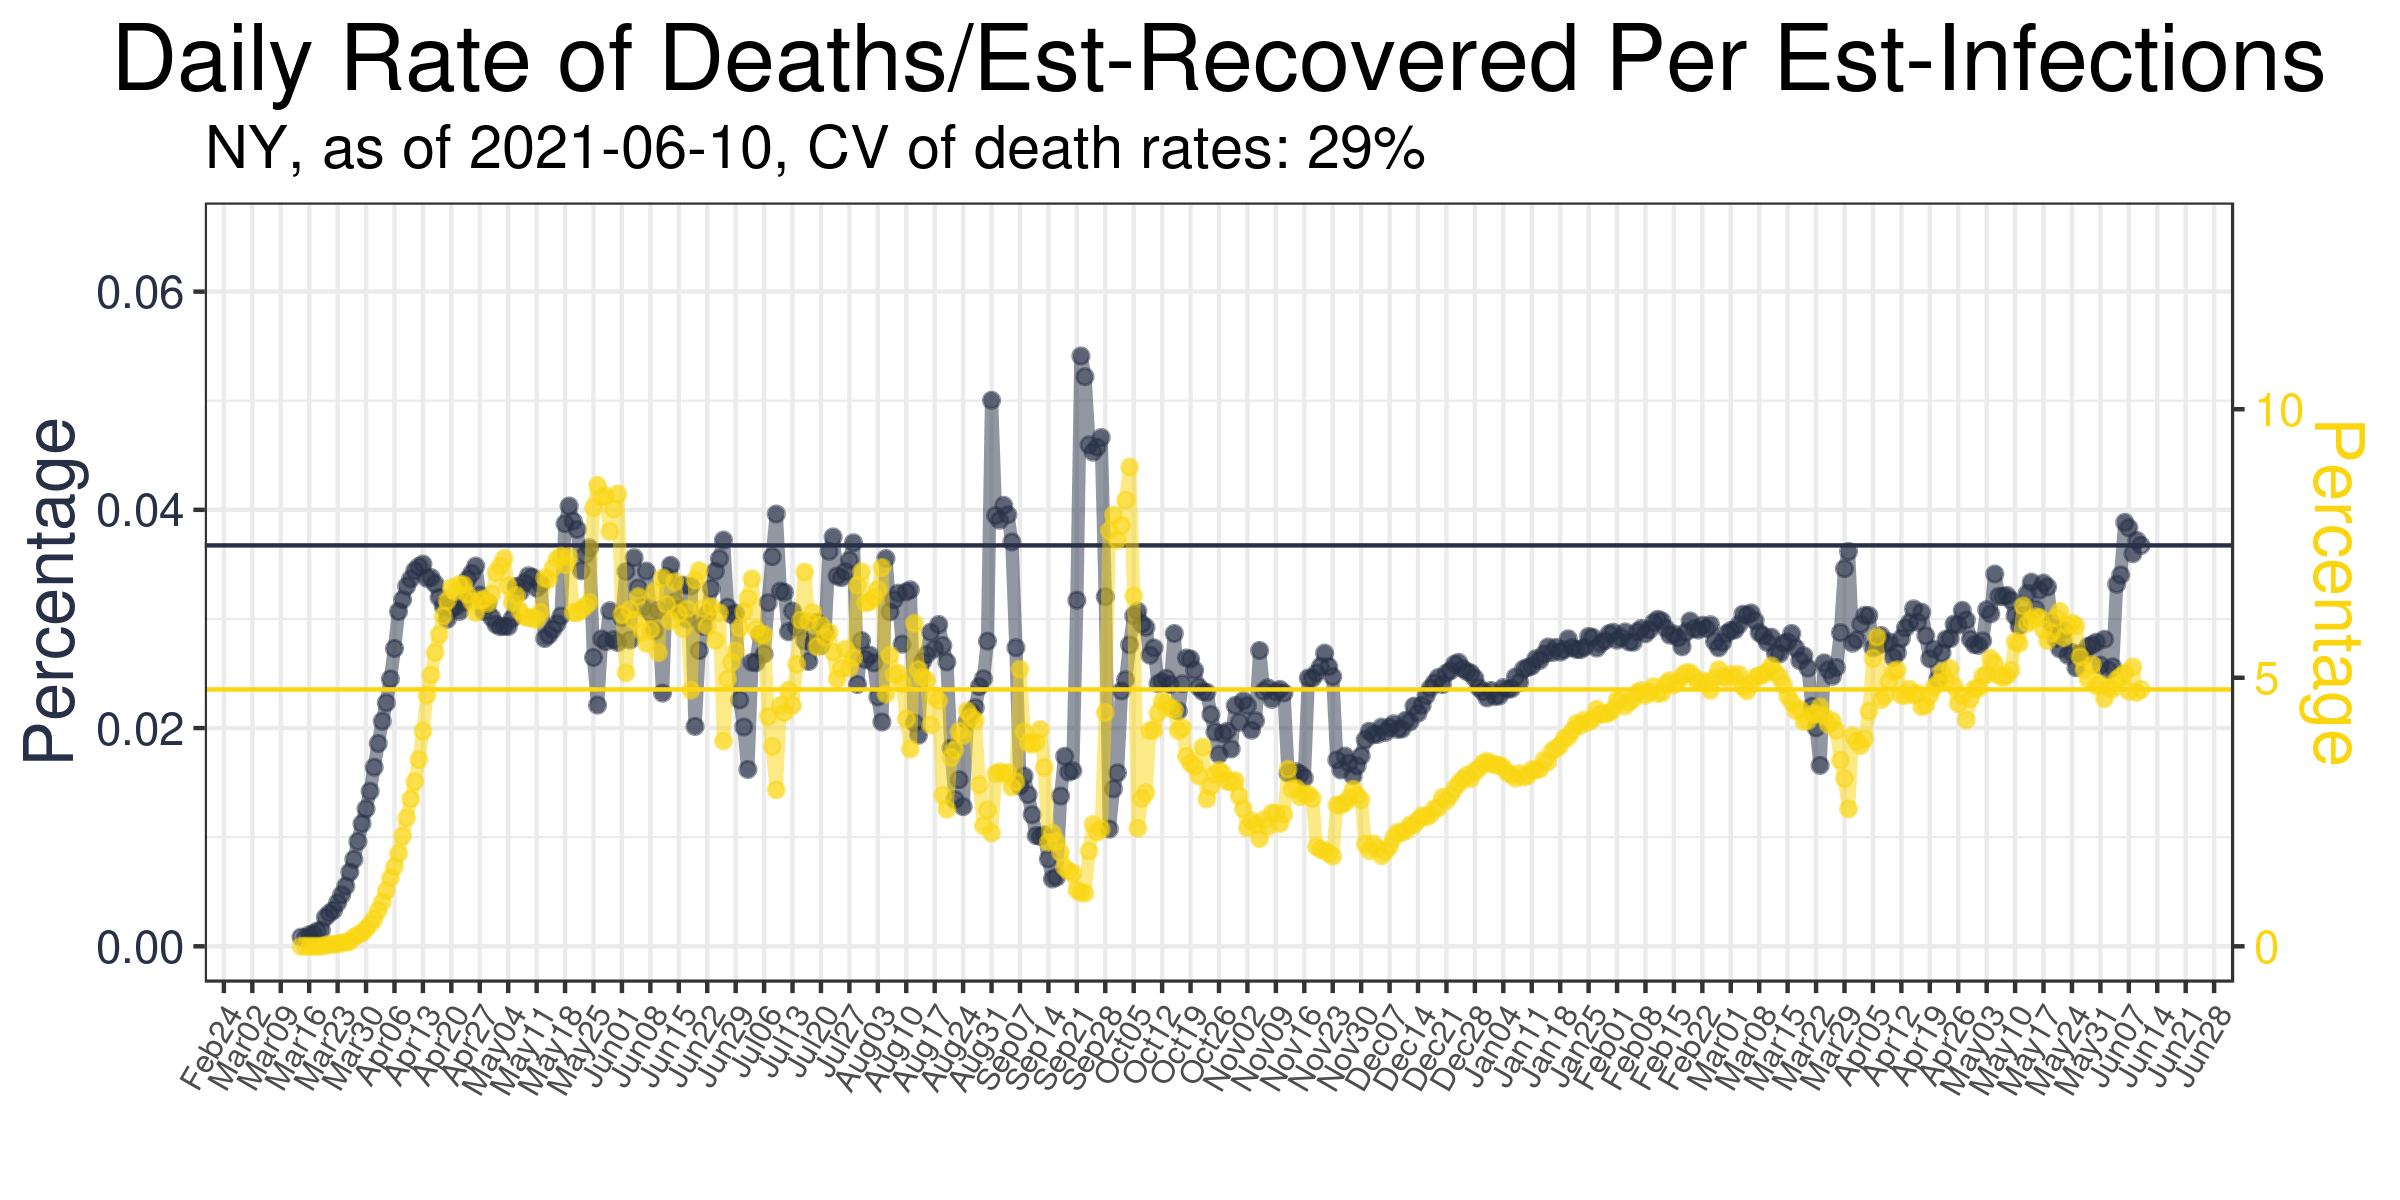 Daily Rate of Deaths/Est-Recovered Per Est-Infections
NY, as of 2021-06-10, CV of death rates: 29%
Percentage
0.06
0.04
0.02
0.00
10
5
0
Percentage
Feb24
Mar02
Mar09
Mar16
Mar23
Mar30
Apr06
Apr13
Apr20
Apr27
May04
May11
May18
May25
Jun01
Jun08
Jun15
Jun22
Jun29
Jul06
Jul13
Jul20
Jul27
Aug03
Aug10
Aug17
Aug24
Aug31
Sep07
Sep14
Sep21
Sep28
Oct05
Oct12
Oct19
Oct26
Nov02
Nov09
Nov16
Nov23
Nov30
Dec07
Dec14
Dec21
Dec28
Jan04
Jan11
Jan18
Jan25
Feb01
Feb08
Feb15
Feb22
Mar01
Mar08
Mar15
Mar22
Mar29
Apr05
Apr12
Apr19
Apr26
May03
May10
May17
May24
May31
Jun07
Jun14
Jun21
Jun28